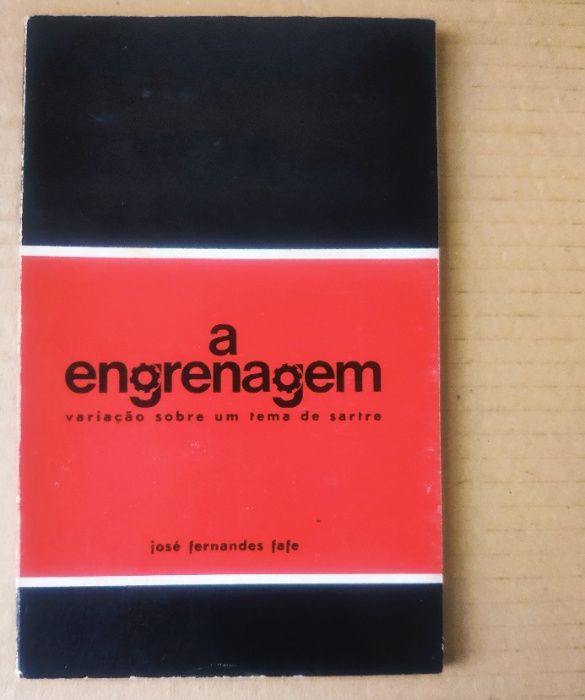 a
engrenagem
variação sobre um tema de sartre
josé fernandes fafe